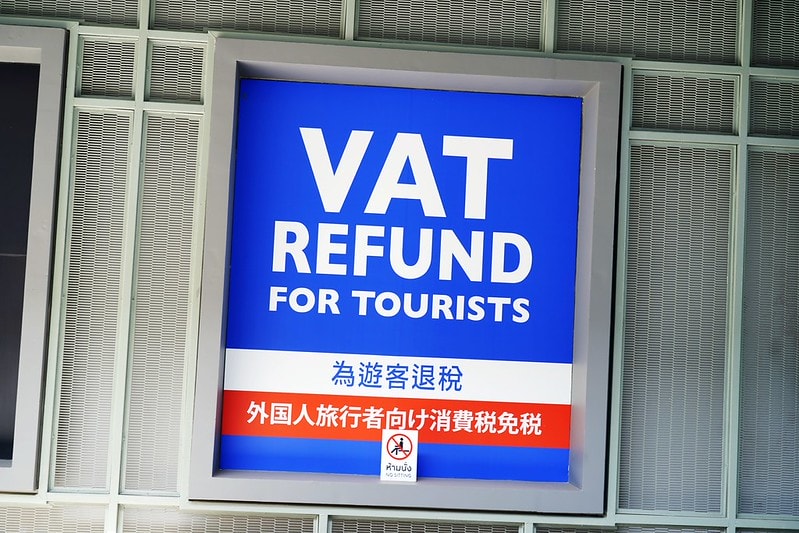 VAT
REFUND
FOR TOURISTS
為遊客退稅
外国人旅行者向け消費税免税
ห้ามนั่ง
NO SITTING